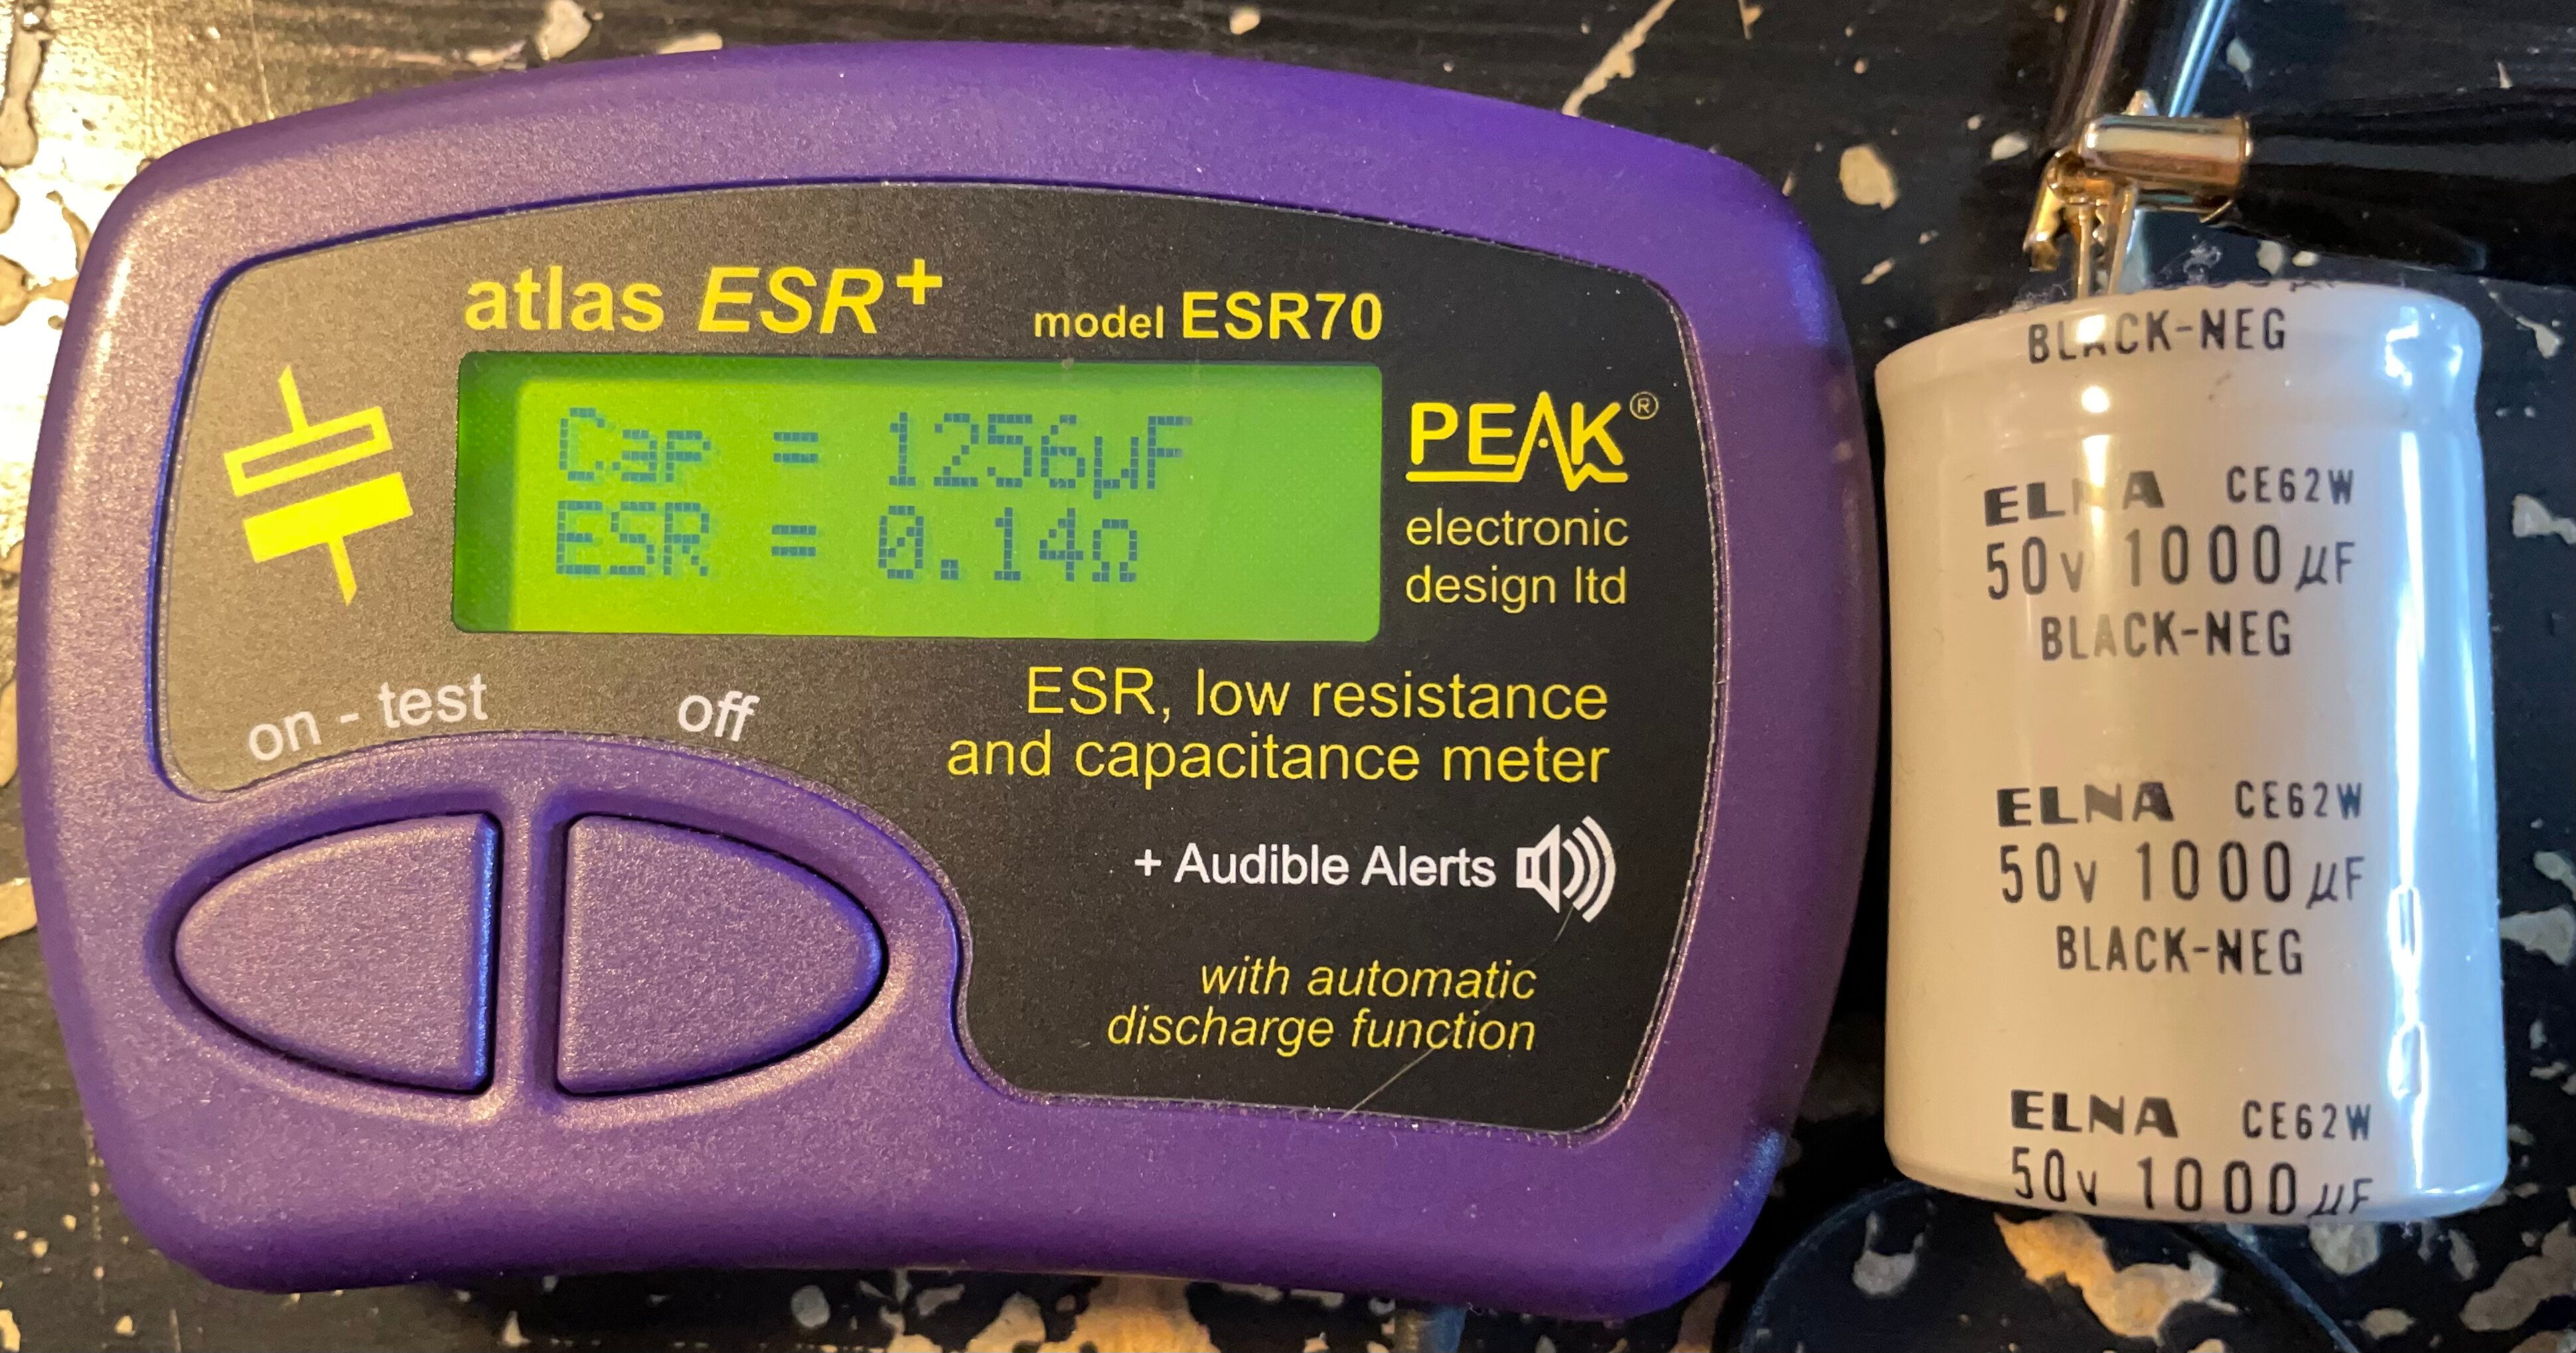 atlas ESR+ model ESR70
Cap = 1256µF
ESR = 0.14Ω
PEAK®
electronic
design ltd
on - test off
ESR, low resistance
and capacitance meter
+ Audible Alerts
with automatic
discharge function
BLACK-NEG
ELNA CE62W
50v 1000µF
BLACK-NEG
ELNA CE62W
50v 1000µF
BLACK-NEG
ELNA CE62W
50v 1000µF